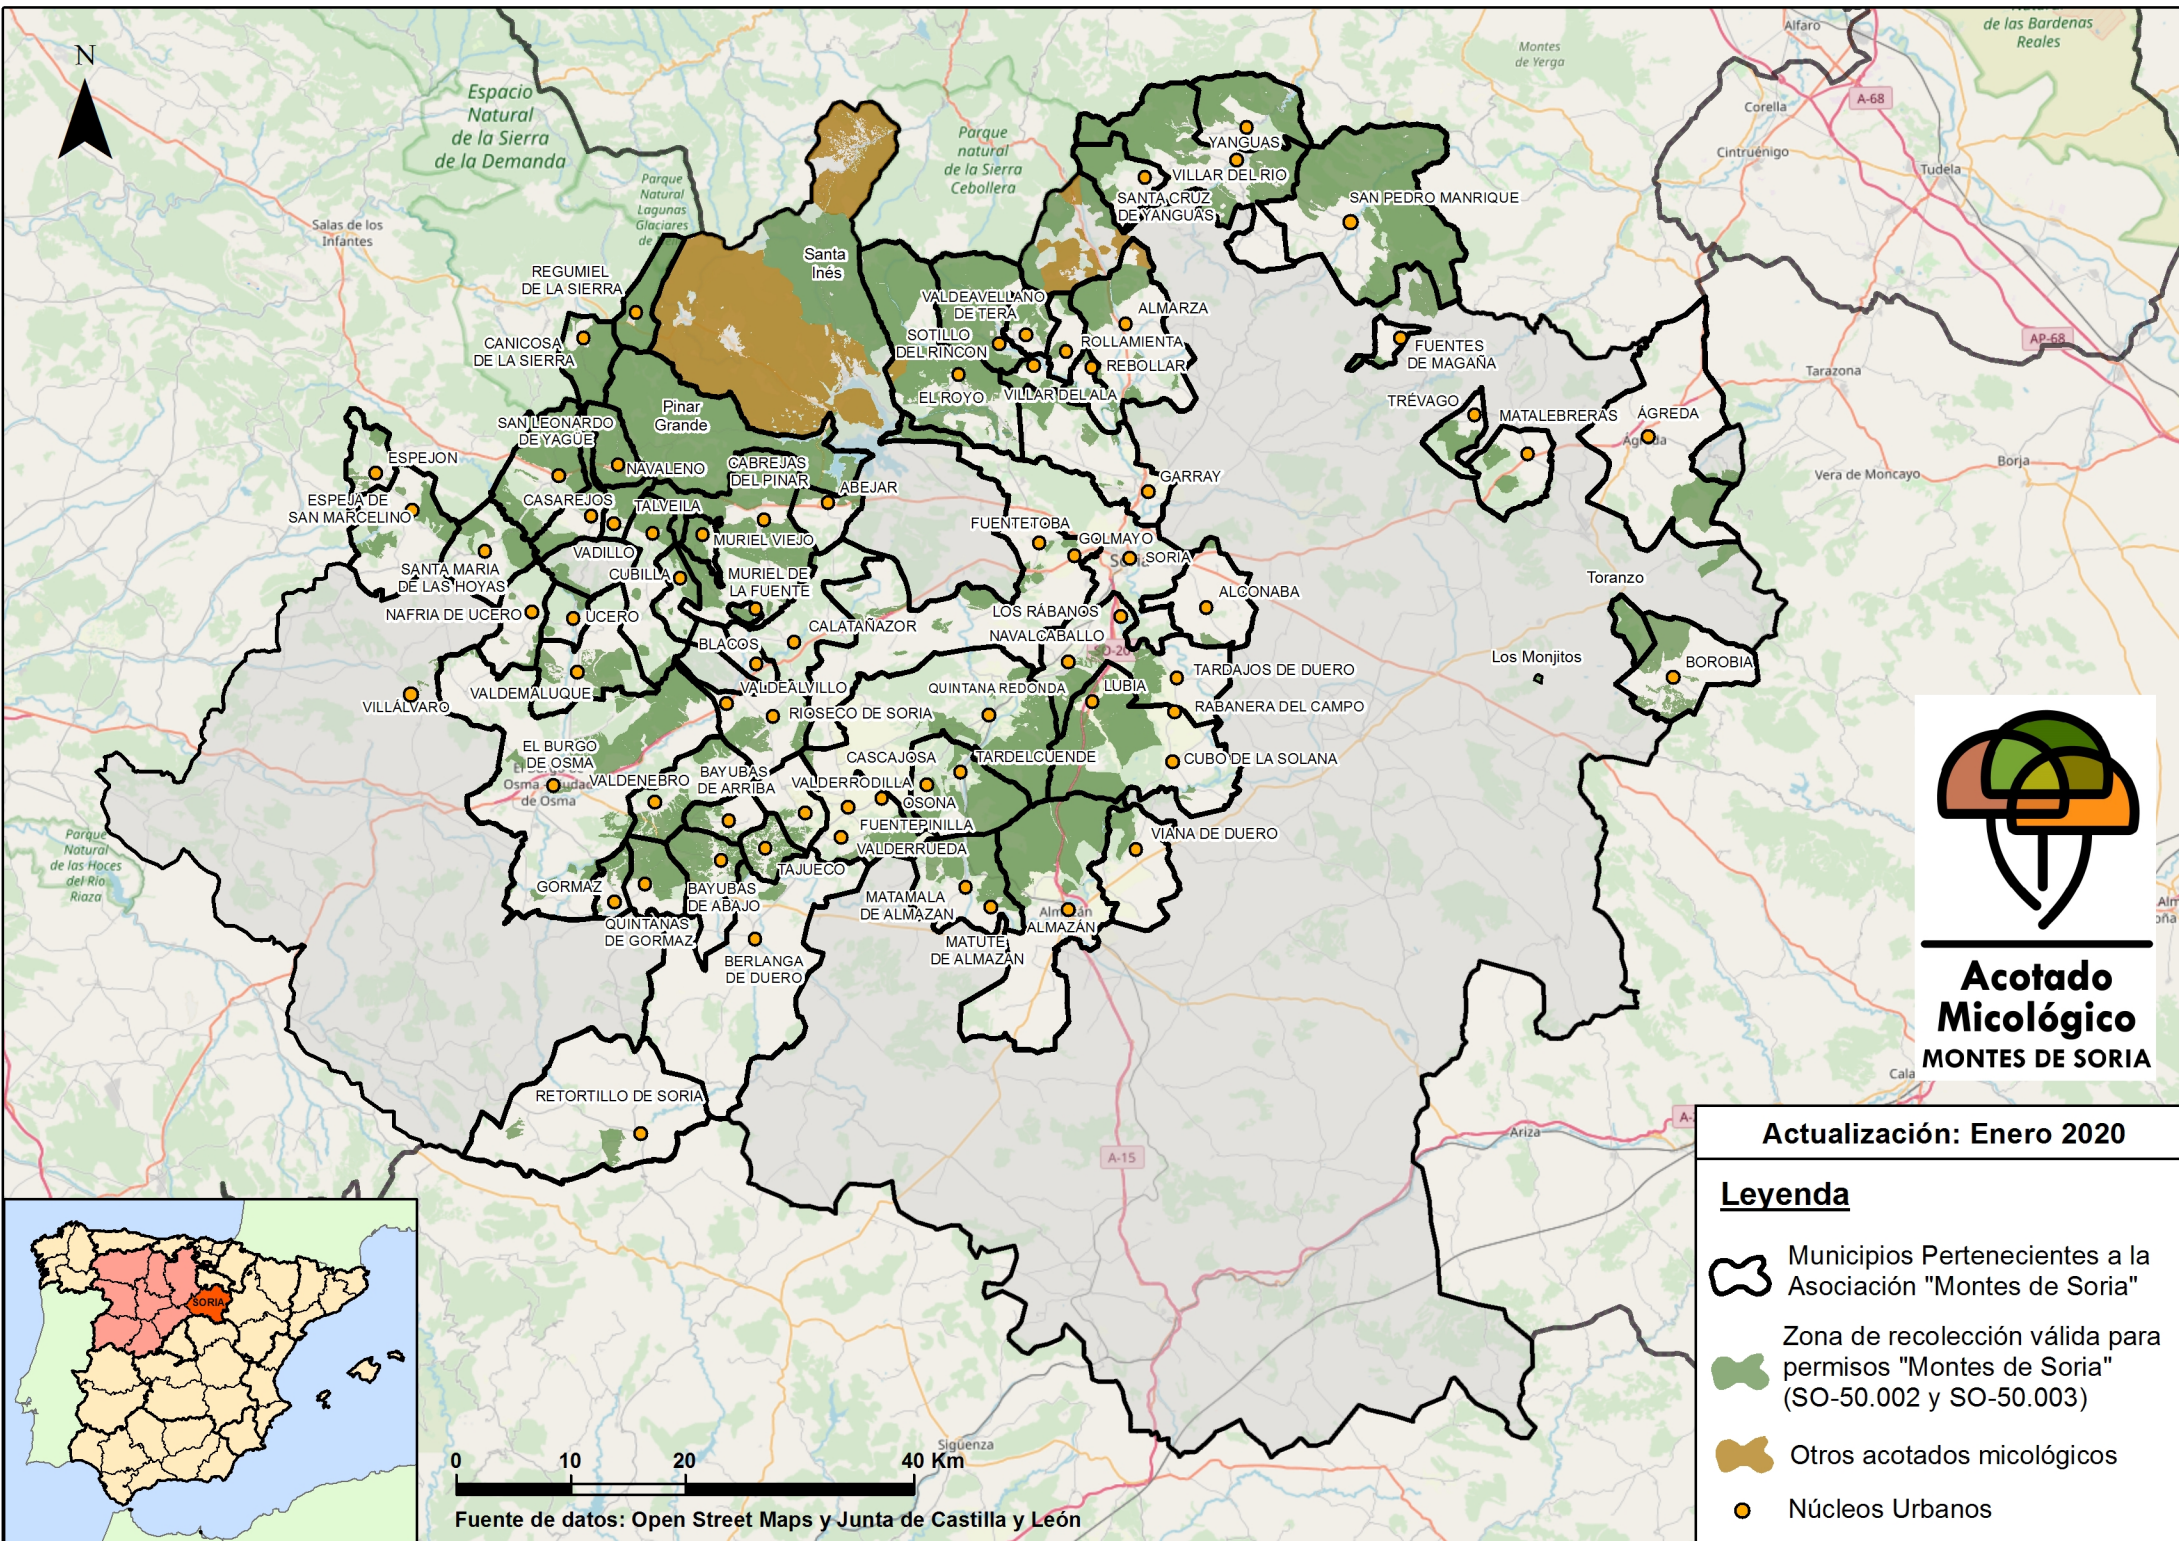 N
Espacio
Natural
de la Sierra
de la Demanda
Parque
Natural
Lagunas
Glaciares
Parque
natural
de la Sierra
Cebollera
Montes
de Yerga
Alfaro
de las Bardenas
Reales
A-68
Corella
Cintruénigo
Tudela
AP-68
Tarazona
Borja
Vera de Moncayo
Salas de los
Infantes
YANGUAS
VILLAR DEL RIO
SANTA CRUZ
DE YANGUAS
SAN PEDRO MANRIQUE
Santa
Inés
REGUMIEL
DE LA SIERRA
CANICOSA
DE LA SIERRA
VALDEAVELLANO
DE TERA
SOTILLO
DEL RINCON
ALMARZA
ROLLAMIENTA
REBOLLAR
EL ROYO
VILLAR DEL ALA
FUENTES
DE MAGAÑA
TRÉVAGO
MATALEBRERAS
ÁGREDA
Ágreda
Pinar
Grande
SAN LEONARDO
DE YAGÜE
NAVALENO
CABREJAS
DEL PINAR
ABEJAR
GARRAY
ESPEJON
ESPEJA DE
SAN MARCELINO
CASAREJOS
TALVEILA
MURIEL VIEJO
VADILLO
CUBILLA
MURIEL DE
LA FUENTE
SANTA MARIA
DE LAS HOYAS
NAFRIA DE UCERO
UCERO
FUENTETOBA
GOLMAYO
SORIA
ALCONABA
LOS RÁBANOS
NAVALCABALLO
SO-20
CALATAÑAZOR
BLACOS
Toranzo
BOROBIA
Los Monjitos
TARDAJOS DE DUERO
RABANERA DEL CAMPO
LUBIA
QUINTANA REDONDA
VALDEALVILLO
RIOSECO DE SORIA
VALDEMALUQUE
VILLÁLVARO
EL BURGO
DE OSMA
de Osma
VALDENEBRO
BAYUBAS
DE ARRIBA
CASCAJOSA
TARDELCUENDE
CUBO DE LA SOLANA
VALDERRODILLA
OSONA
FUENTEPINILLA
VALDERRUEDA
TAJUECO
VIANA DE DUERO
Parque
Natural
de las Hoces
del Río
Riaza
GORMAZ
BAYUBAS
DE ABAJO
QUINTANAS
DE GORMAZ
MATAMALA
DE ALMAZAN
MATUTE
DE ALMAZÁN
ALMAZÁN
BERLANGA
DE DUERO
RETORTILLO DE SORIA
A-15
Ariza
Sigüenza
Acotado
Micológico
MONTES DE SORIA
Actualización: Enero 2020
Leyenda
Municipios Pertenecientes a la
Asociación "Montes de Soria"
Zona de recolección válida para
permisos "Montes de Soria"
(SO-50.002 y SO-50.003)
Otros acotados micológicos
Núcleos Urbanos
SORIA
0 10 20 40 Km
Fuente de datos: Open Street Maps y Junta de Castilla y León